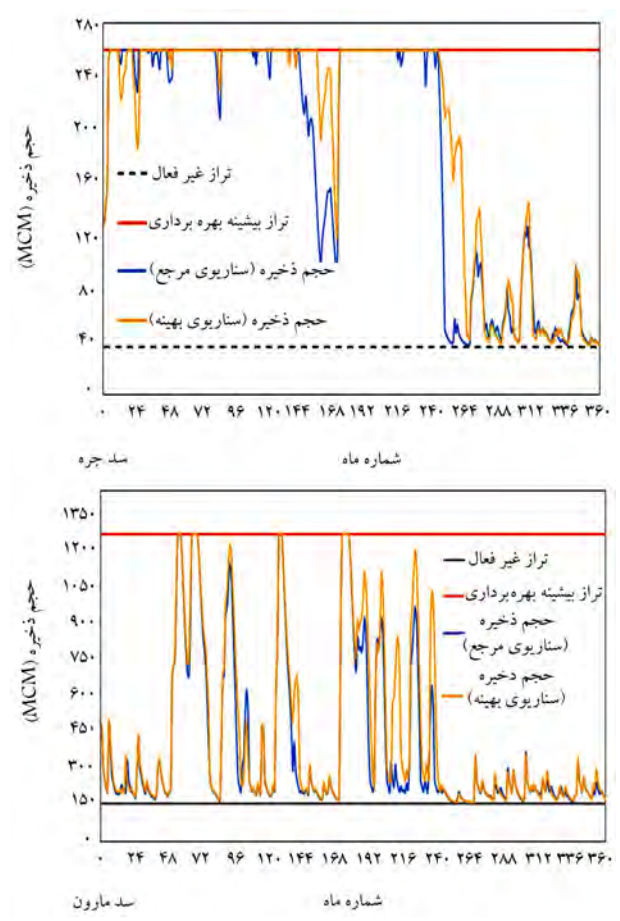 ۲۸۰
۲۴۰
۲۰۰
۱۶۰
۱۲۰
۸۰
۴۰
۰
حجم ذخیره (MCM)
تراز غیر فعال
تراز بیشینه بهره برداری
حجم ذخیره (سناریوی مرجع)
حجم ذخیره (سناریوی بهینه)
۰ ۲۴ ۴۸ ۷۲ ۹۶ ۱۲۰ ۱۴۴ ۱۶۸ ۱۹۲ ۲۱۶ ۲۴۰ ۲۶۴ ۲۸۸ ۳۱۲ ۳۳۶ ۳۶۰
شماره ماه
سد جره
۱۳۵۰
۱۲۰۰
۱۰۵۰
۹۰۰
۷۵۰
۶۰۰
۴۵۰
۳۰۰
۱۵۰
۰
حجم ذخیره (MCM)
تراز غیر فعال
تراز بیشینه بهره‌برداری
حجم ذخیره
(سناریوی مرجع)
حجم دخیره
(سناریوی بهینه)
۰ ۲۴ ۴۸ ۷۲ ۹۶ ۱۲۰ ۱۴۴ ۱۶۸ ۱۹۲ ۲۱۶ ۲۴۰ ۲۶۴ ۲۸۸ ۳۱۲ ۳۳۶ ۳۶۰
شماره ماه
سد مارون